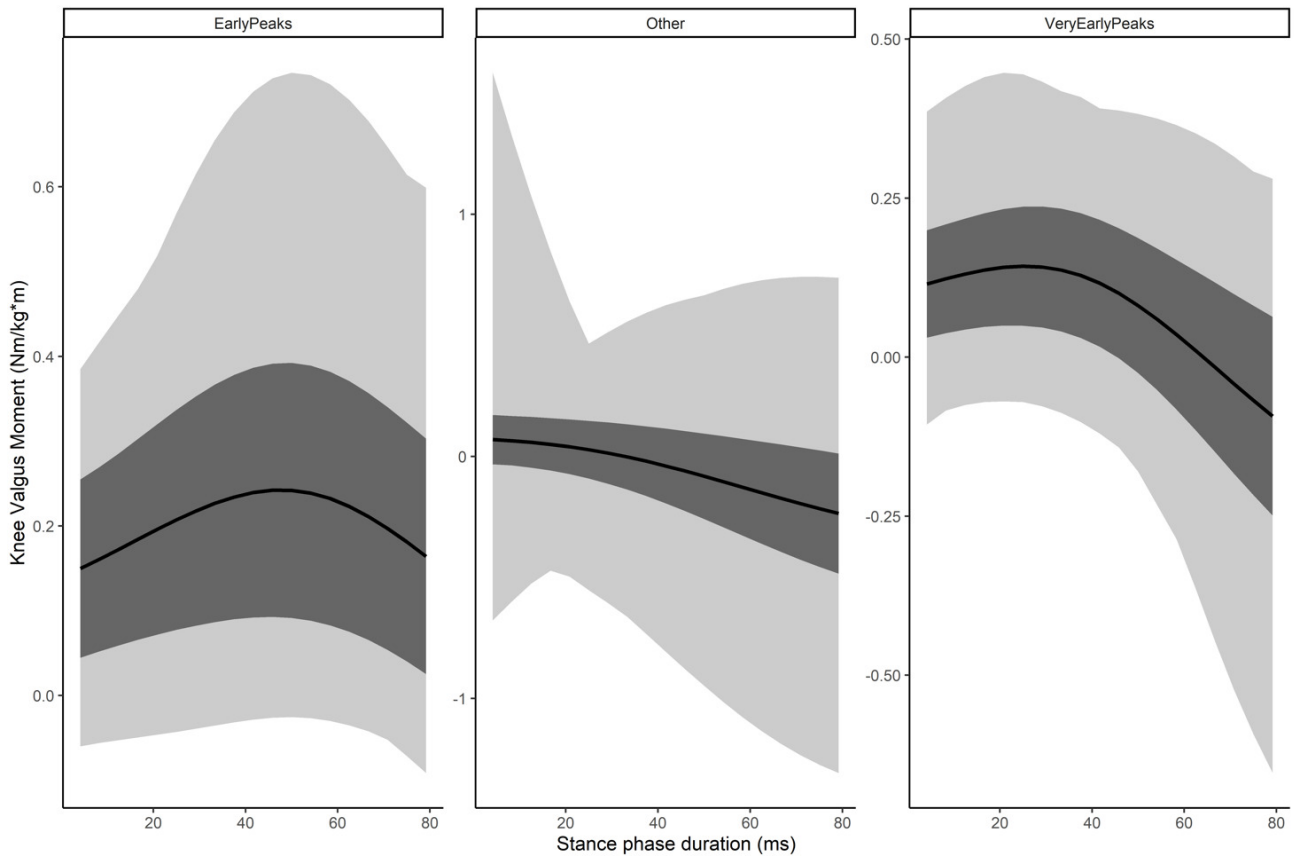 EarlyPeaks
Other
VeryEarlyPeaks
Knee Valgus Moment (Nm/kg*m)
0.6
0.4
0.2
0.0
1
0
-1
0.50
0.25
0.00
-0.25
-0.50
20 40 60 80
20 40 60 80
20 40 60 80
Stance phase duration (ms)